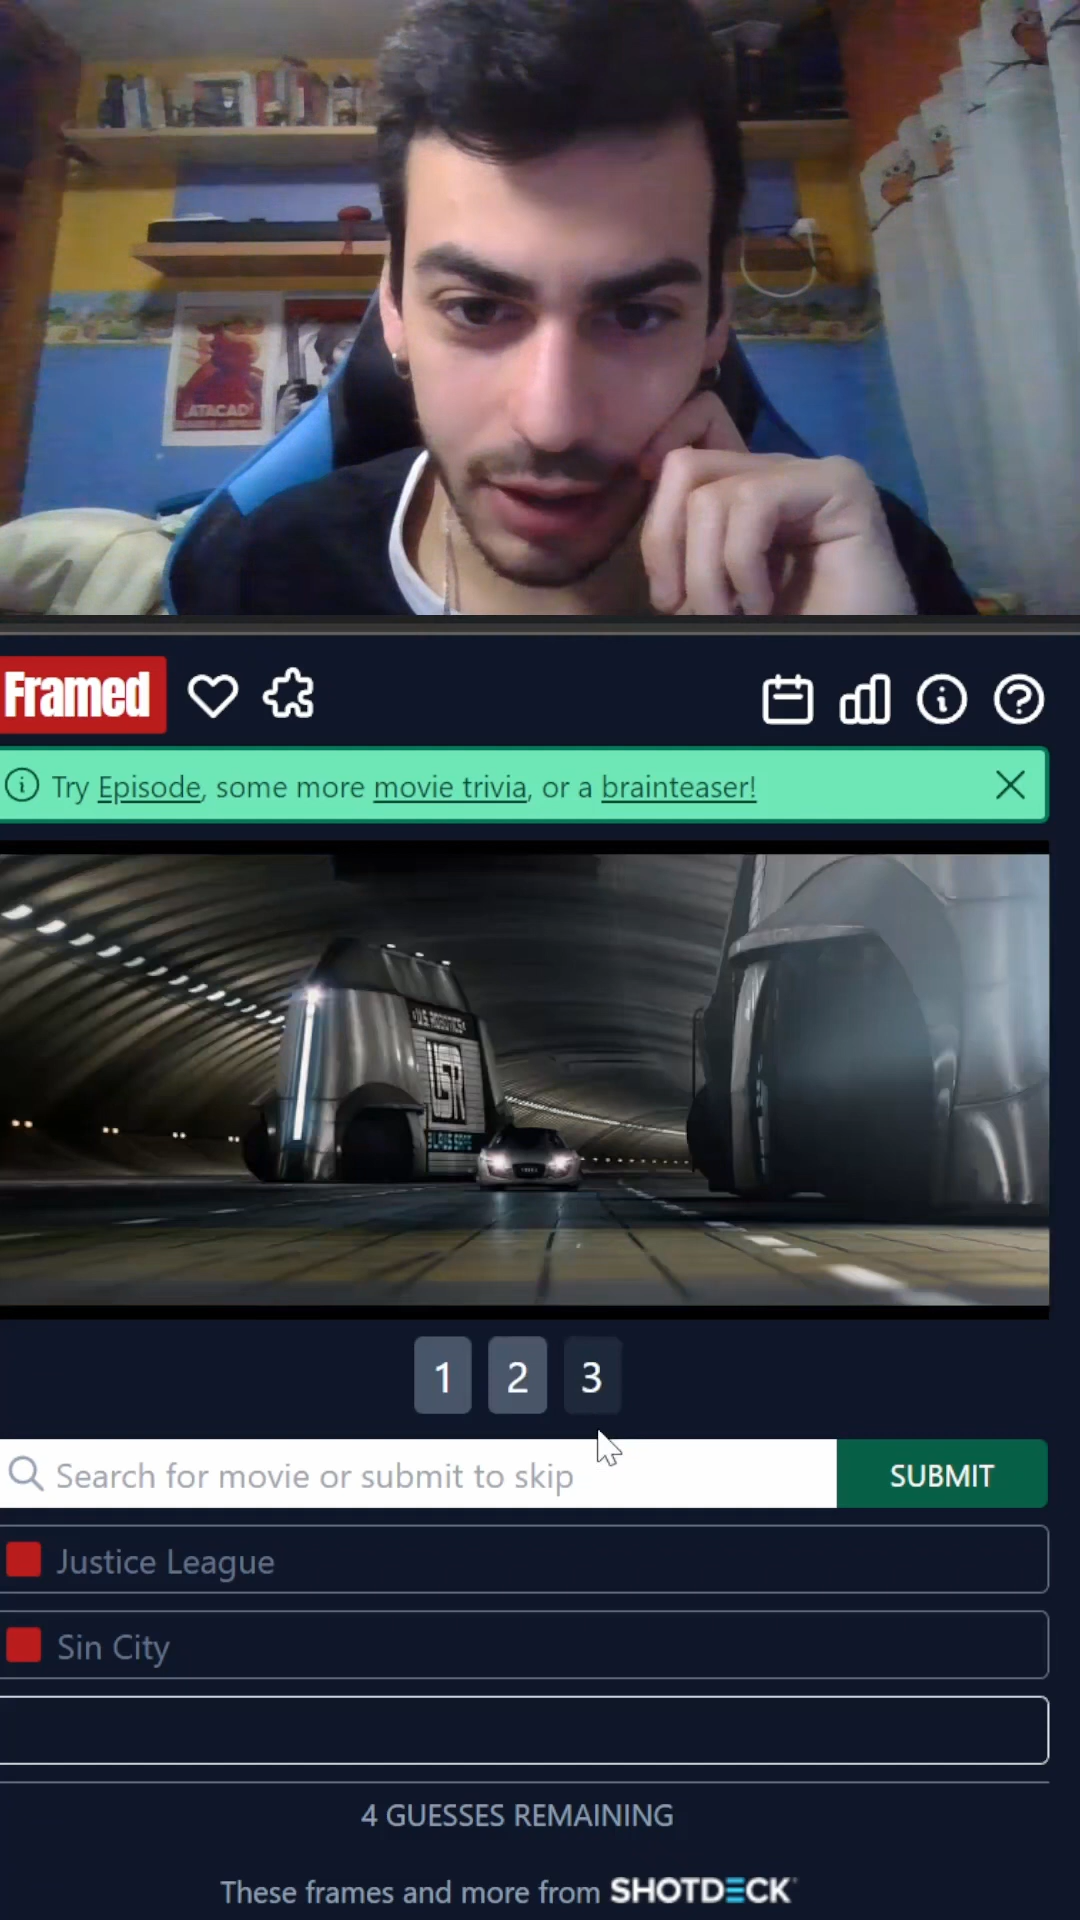 ¡ATACAD!
Framed
Try Episode, some more movie trivia, or a brainteaser!
U.S. ROBOTICS
USR
1 2 3
Search for movie or submit to skip
SUBMIT
Justice League
Sin City
4 GUESSES REMAINING
These frames and more from SHOTDECK